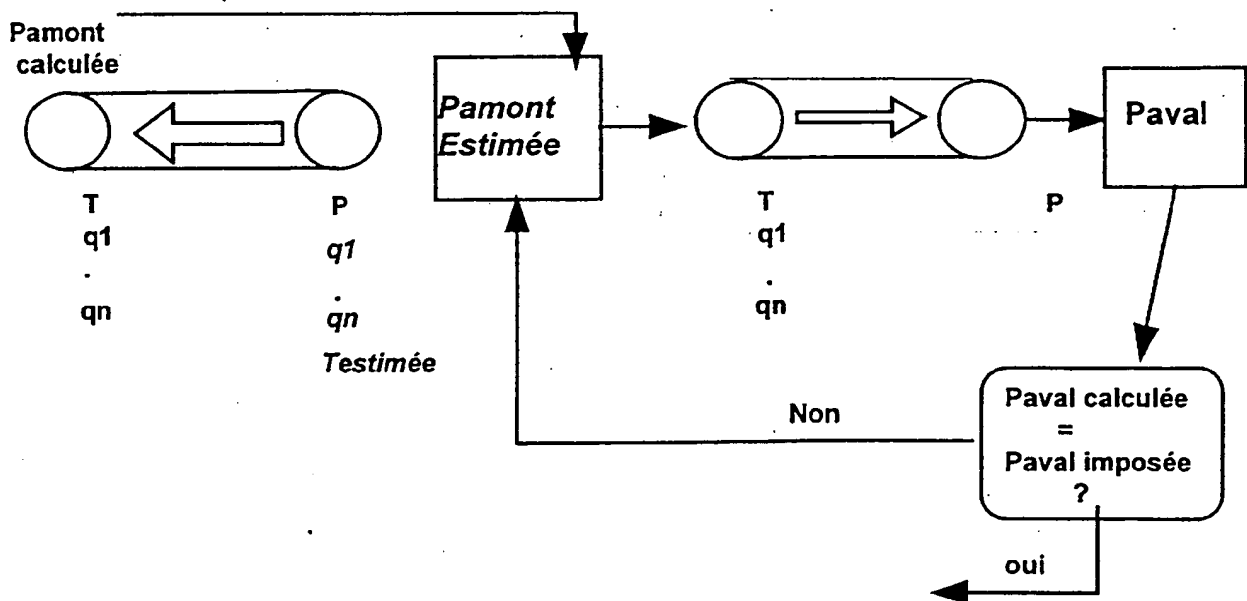 Pamont
calculée
T
q1
.
qn
P
q1
.
qn
Testimée
Pamont
Estimée
T
q1
.
qn
P
Paval
Paval calculée
=
Paval imposée
?
Non
oui